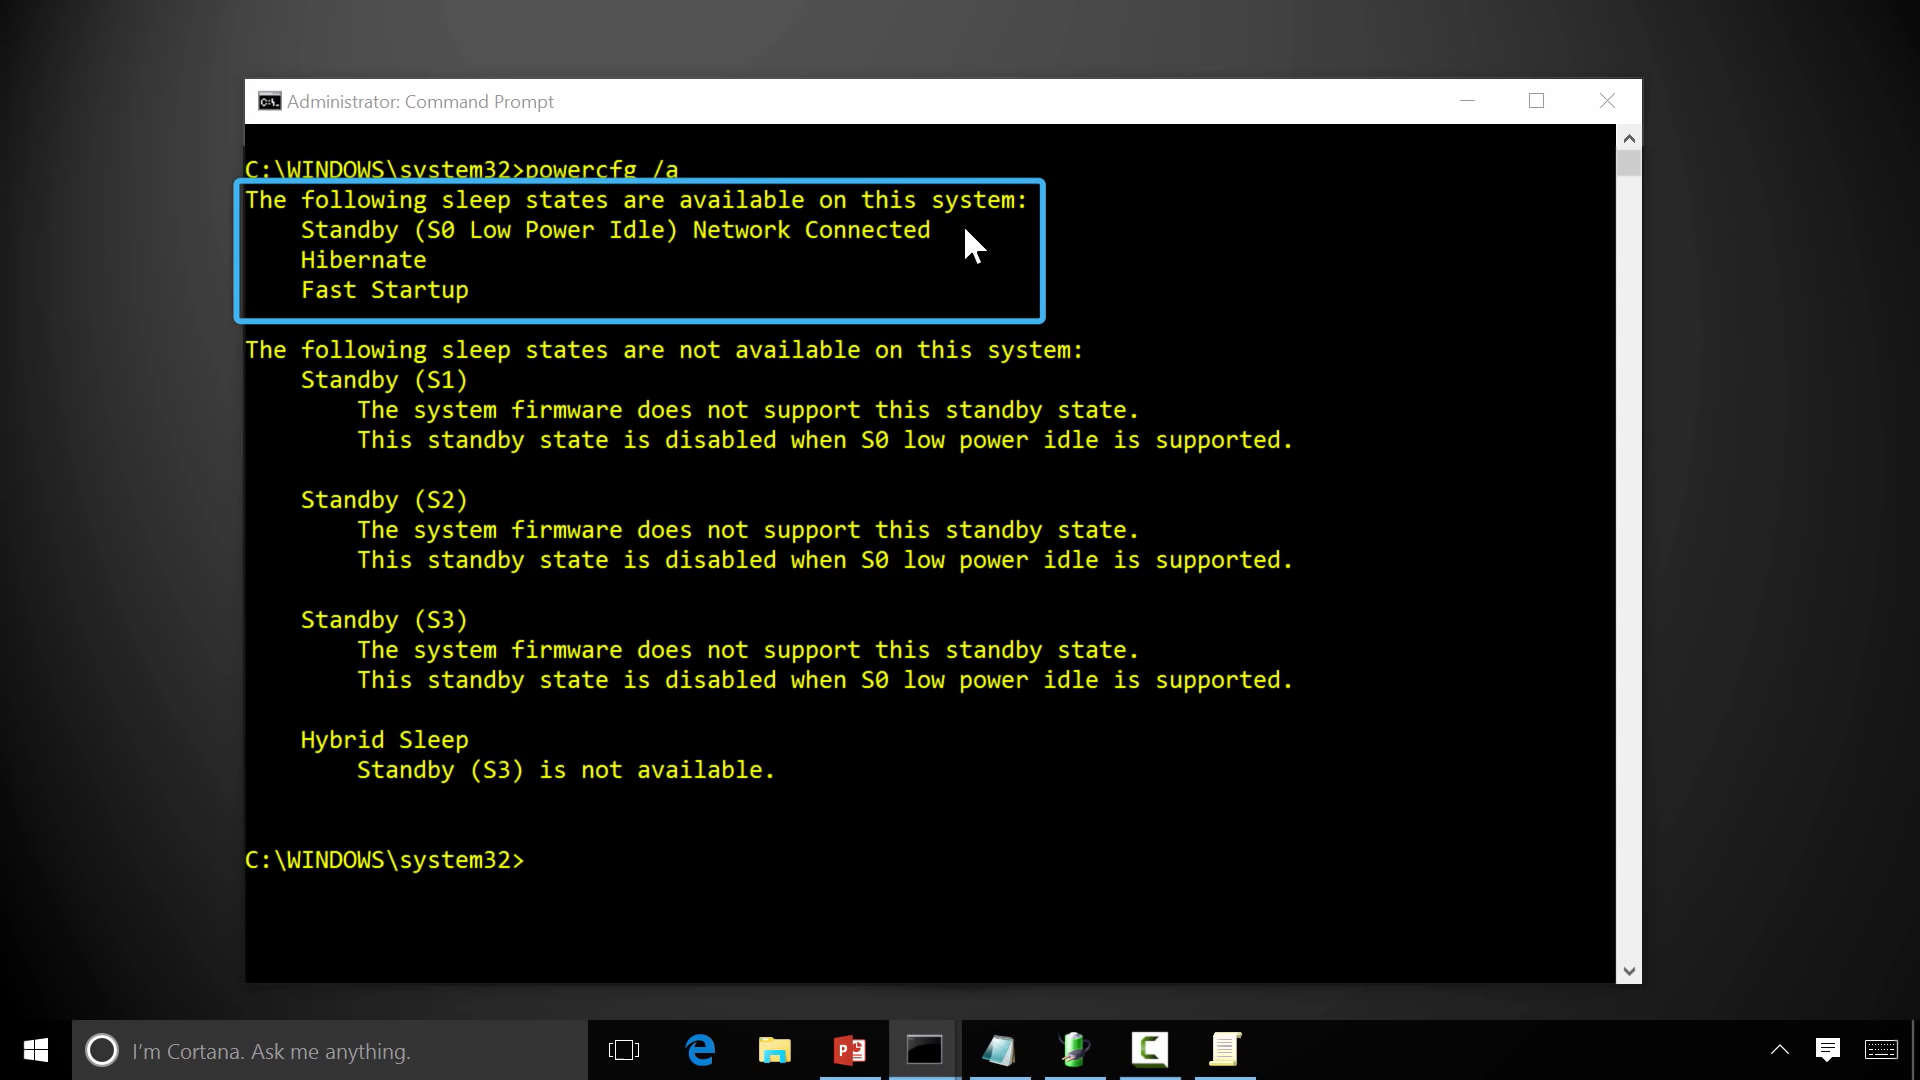 Administrator: Command Prompt
C:\WINDOWS\system32>powercfg /a
The following sleep states are available on this system:
Standby (S0 Low Power Idle) Network Connected
Hibernate
Fast Startup
The following sleep states are not available on this system:
Standby (S1)
The system firmware does not support this standby state.
This standby state is disabled when S0 low power idle is supported.
Standby (S2)
The system firmware does not support this standby state.
This standby state is disabled when S0 low power idle is supported.
Standby (S3)
The system firmware does not support this standby state.
This standby state is disabled when S0 low power idle is supported.
Hybrid Sleep
Standby (S3) is not available.
C:\WINDOWS\system32>
I'm Cortana. Ask me anything.